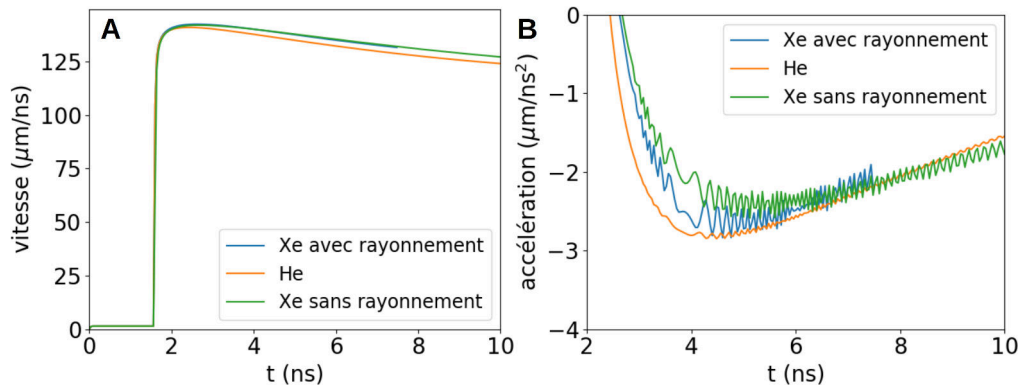 A
vitesse (μm/ns)
125
100
75
50
25
0
Xe avec rayonnement
He
Xe sans rayonnement
0 2 4 6 8 10
t (ns)
B
accélération (μm/ns²)
0
−1
−2
−3
−4
Xe avec rayonnement
He
Xe sans rayonnement
2 4 6 8 10
t (ns)